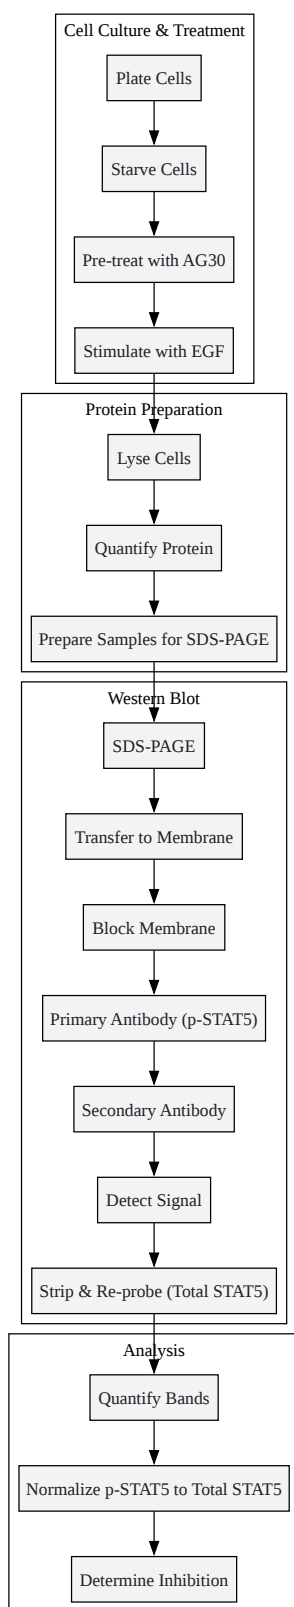 Cell Culture & Treatment
Plate Cells
Starve Cells
Pre-treat with AG30
Stimulate with EGF
Protein Preparation
Lyse Cells
Quantify Protein
Prepare Samples for SDS-PAGE
Western Blot
SDS-PAGE
Transfer to Membrane
Block Membrane
Primary Antibody (p-STAT5)
Secondary Antibody
Detect Signal
Strip & Re-probe (Total STAT5)
Analysis
Quantify Bands
Normalize p-STAT5 to Total STAT5
Determine Inhibition